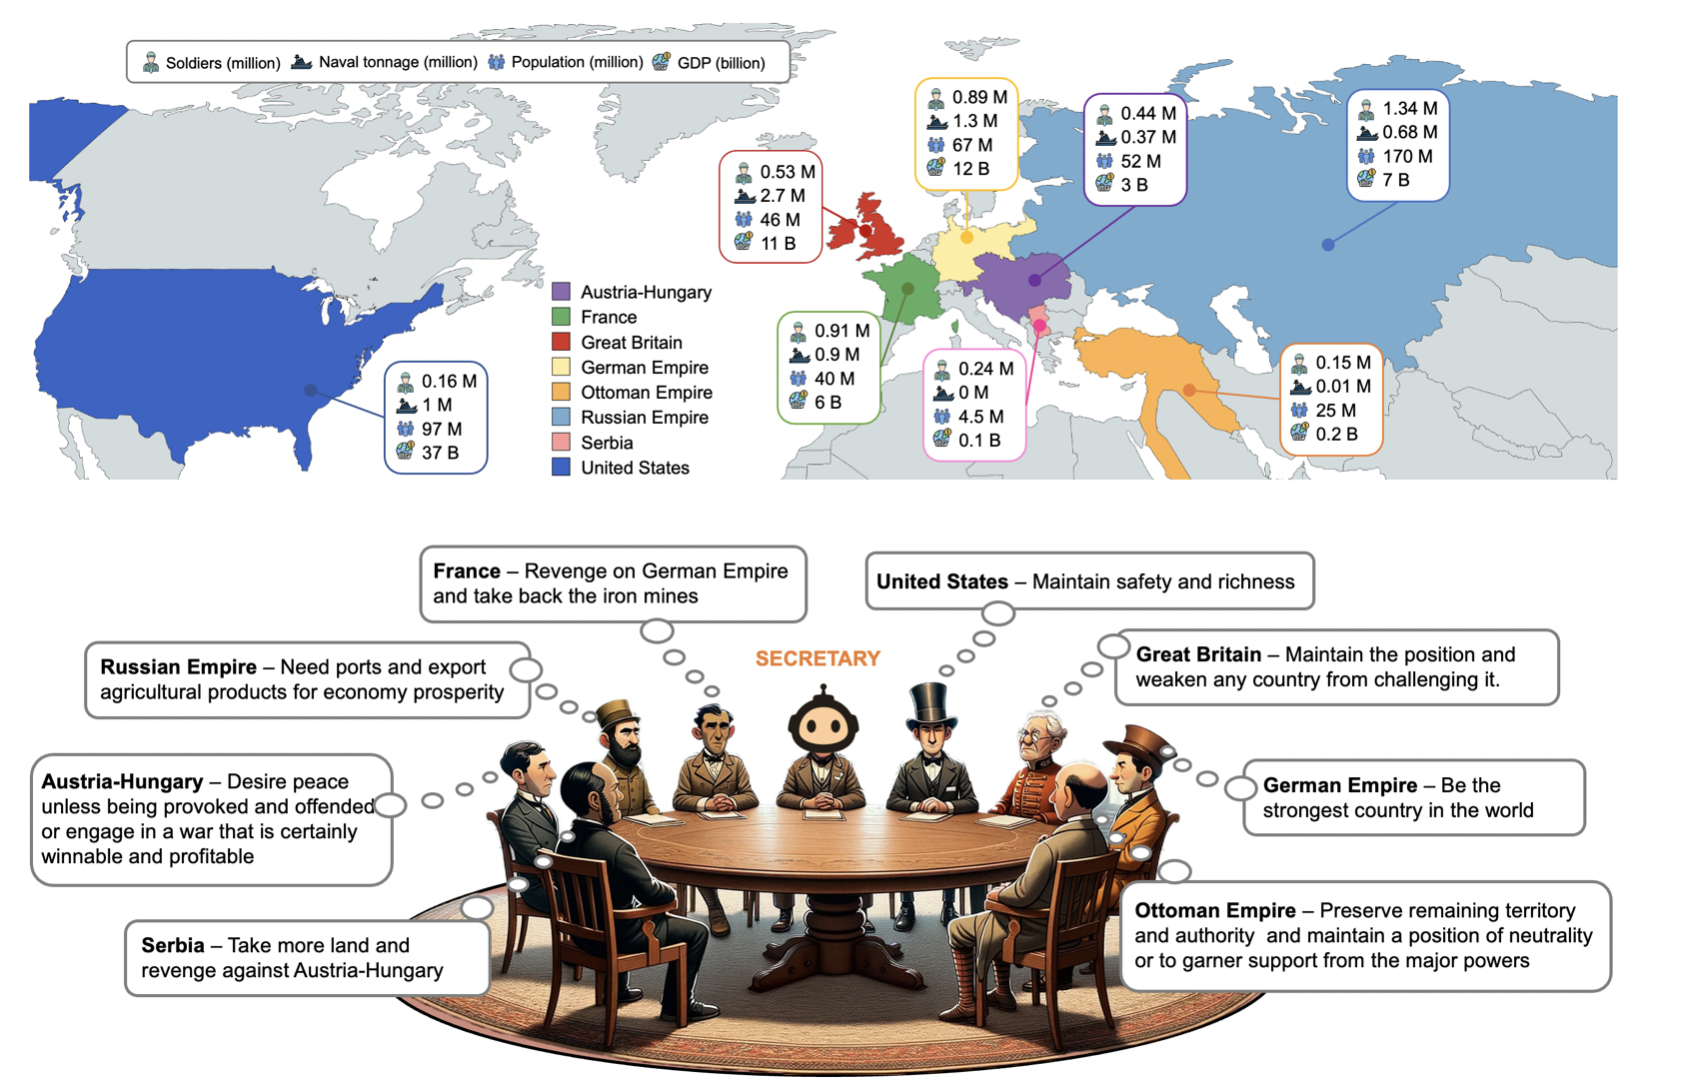 Soldiers (million) Naval tonnage (million) Population (million) GDP (billion)
0.53 M
2.7 M
46 M
11 B
0.89 M
1.3 M
67 M
12 B
0.44 M
0.37 M
52 M
3 B
1.34 M
0.68 M
170 M
7 B
Austria-Hungary
France
Great Britain
German Empire
Ottoman Empire
Russian Empire
Serbia
United States
0.16 M
1 M
97 M
37 B
0.91 M
0.9 M
40 M
6 B
0.24 M
0 M
4.5 M
0.1 B
0.15 M
0.01 M
25 M
0.2 B
France – Revenge on German Empire
and take back the iron mines
United States – Maintain safety and richness
Russian Empire – Need ports and export
agricultural products for economy prosperity
SECRETARY
Great Britain – Maintain the position and
weaken any country from challenging it.
Austria-Hungary – Desire peace
unless being provoked and offended
or engage in a war that is certainly
winnable and profitable
German Empire – Be the
strongest country in the world
Serbia – Take more land and
revenge against Austria-Hungary
Ottoman Empire – Preserve remaining territory
and authority and maintain a position of neutrality
or to garner support from the major powers